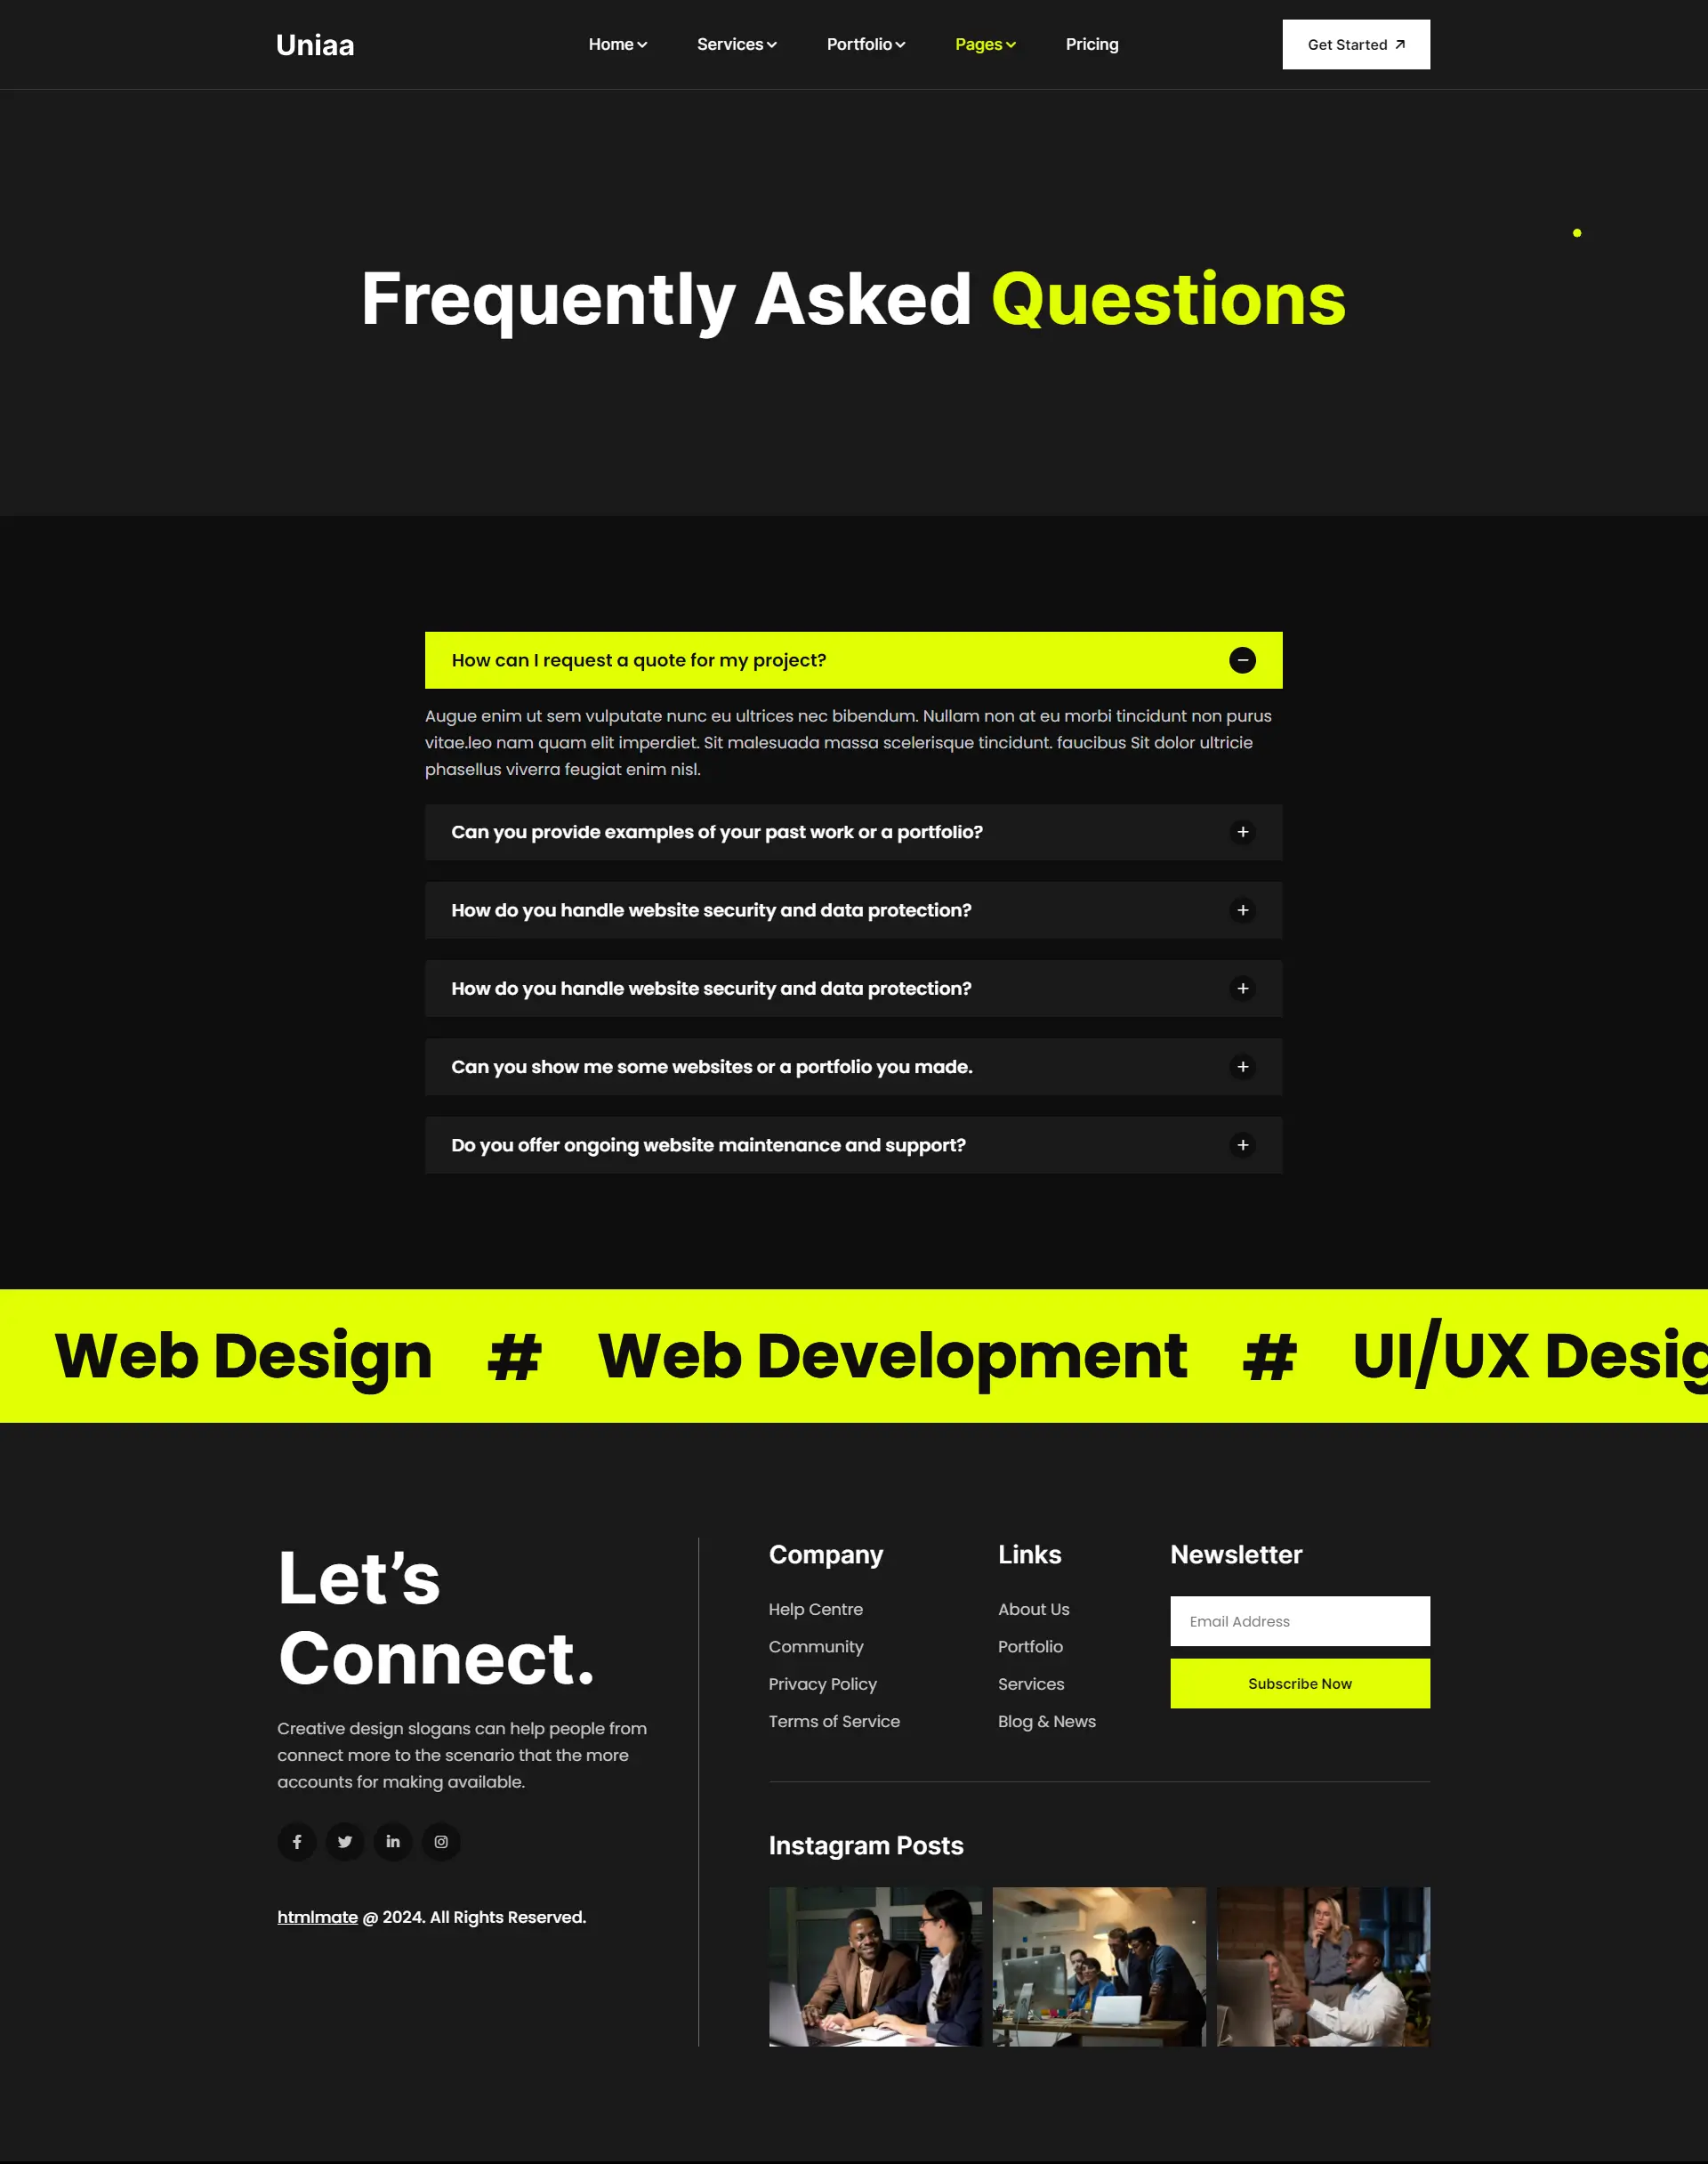 Uniaa
Home
Services
Portfolio
Pages
Pricing
Get Started
Frequently Asked Questions
How can I request a quote for my project?
Augue enim ut sem vulputate nunc eu ultrices nec bibendum. Nullam non at eu morbi tincidunt non purus
vitae.leo nam quam elit imperdiet. Sit malesuada massa scelerisque tincidunt. faucibus Sit dolor ultricie
phasellus viverra feugiat enim nisl.
Can you provide examples of your past work or a portfolio?
How do you handle website security and data protection?
How do you handle website security and data protection?
Can you show me some websites or a portfolio you made.
Do you offer ongoing website maintenance and support?
Web Design # Web Development # UI/UX Desig
Let’s
Connect.
Creative design slogans can help people from
connect more to the scenario that the more
accounts for making available.
htmlmate @ 2024. All Rights Reserved.
Company
Help Centre
Community
Privacy Policy
Terms of Service
Links
About Us
Portfolio
Services
Blog & News
Newsletter
Email Address
Subscribe Now
Instagram Posts